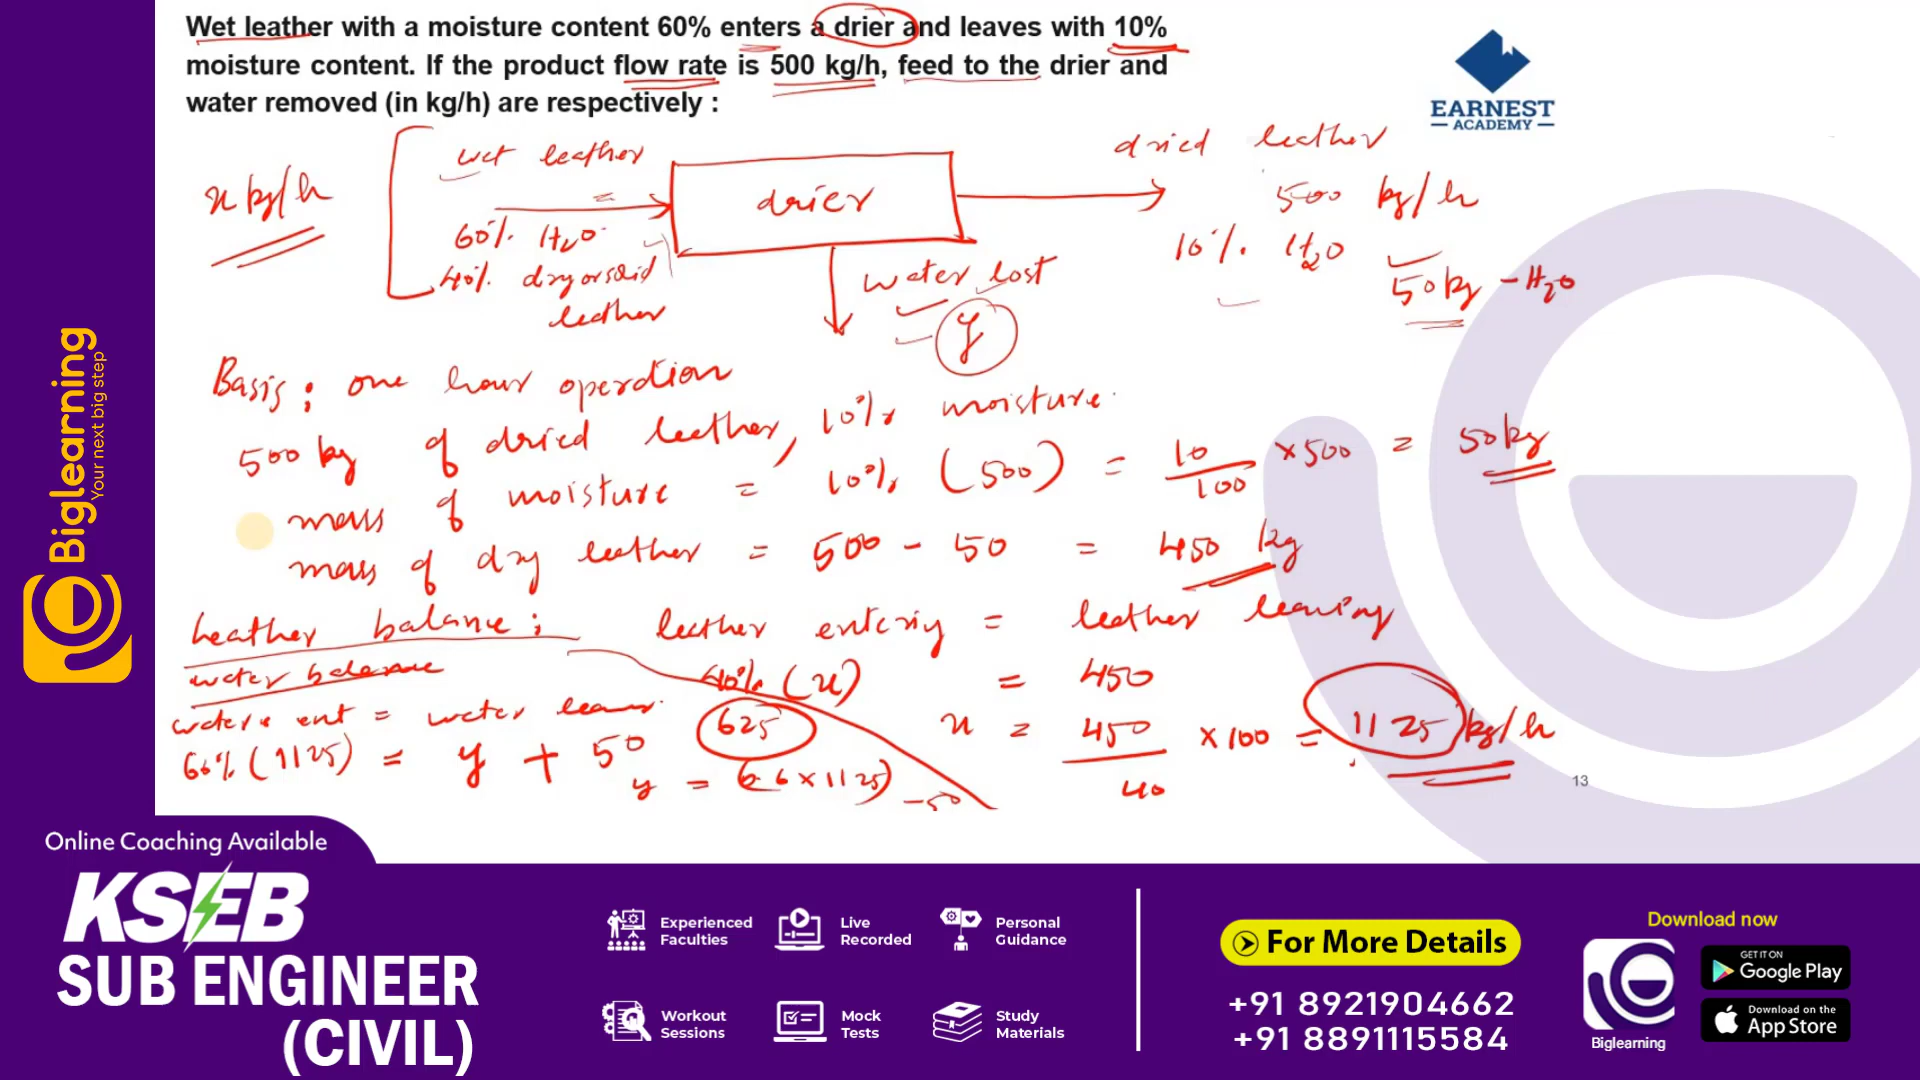 Wet leather with a moisture content 60% enters a drier and leaves with 10%
moisture content. If the product flow rate is 500 kg/h, feed to the drier and
water removed (in kg/h) are respectively :
EARNEST
ACADEMY
x kg/h
wet leather
60% H2O
40% dry or solid
leather
drier
water lost
y
dried leather
500 kg/h
10% H2O
50kg - H2O
Basis : one hour operation
500 kg of dried leather, 10% moisture.
mass of moisture = 10% (500) = 10/100 × 500 = 50kg
mass of dry leather = 500 - 50 = 450 kg
Leather balance : leather entering = leather leaving
40% (x) = 450
x = 450/40 × 100 = 1125 kg/h
water balance
water ent = water leav.
60% (1125) = y + 50
y = (0.6 × 1125) - 50
625
13
Biglearning
Your next big step
Online Coaching Available
KSEB
SUB ENGINEER
(CIVIL)
Experienced
Faculties
Live
Recorded
Personal
Guidance
Workout
Sessions
Mock
Tests
Study
Materials
For More Details
+91 8921904662
+91 8891115584
Download now
Biglearning
GET IT ON
Google Play
Download on the
App Store